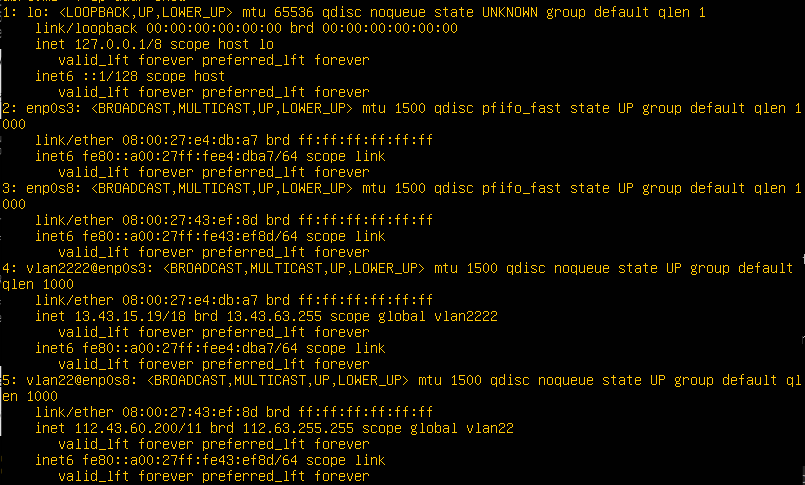 1: lo: <LOOPBACK,UP,LOWER_UP> mtu 65536 qdisc noqueue state UNKNOWN group default qlen 1
link/loopback 00:00:00:00:00:00 brd 00:00:00:00:00:00
inet 127.0.0.1/8 scope host lo
valid_lft forever preferred_lft forever
inet6 ::1/128 scope host
valid_lft forever preferred_lft forever
2: enp0s3: <BROADCAST,MULTICAST,UP,LOWER_UP> mtu 1500 qdisc pfifo_fast state UP group default qlen 1
000
link/ether 08:00:27:e4:db:a7 brd ff:ff:ff:ff:ff:ff
inet6 fe80::a00:27ff:fee4:dba7/64 scope link
valid_lft forever preferred_lft forever
3: enp0s8: <BROADCAST,MULTICAST,UP,LOWER_UP> mtu 1500 qdisc pfifo_fast state UP group default qlen 1
000
link/ether 08:00:27:43:ef:8d brd ff:ff:ff:ff:ff:ff
inet6 fe80::a00:27ff:fe43:ef8d/64 scope link
valid_lft forever preferred_lft forever
4: vlan2222@enp0s3: <BROADCAST,MULTICAST,UP,LOWER_UP> mtu 1500 qdisc noqueue state UP group default
qlen 1000
link/ether 08:00:27:e4:db:a7 brd ff:ff:ff:ff:ff:ff
inet 13.43.15.19/18 brd 13.43.63.255 scope global vlan2222
valid_lft forever preferred_lft forever
inet6 fe80::a00:27ff:fee4:dba7/64 scope link
valid_lft forever preferred_lft forever
5: vlan22@enp0s8: <BROADCAST,MULTICAST,UP,LOWER_UP> mtu 1500 qdisc noqueue state UP group default ql
en 1000
link/ether 08:00:27:43:ef:8d brd ff:ff:ff:ff:ff:ff
inet 112.43.60.200/11 brd 112.63.255.255 scope global vlan22
valid_lft forever preferred_lft forever
inet6 fe80::a00:27ff:fe43:ef8d/64 scope link
valid_lft forever preferred_lft forever